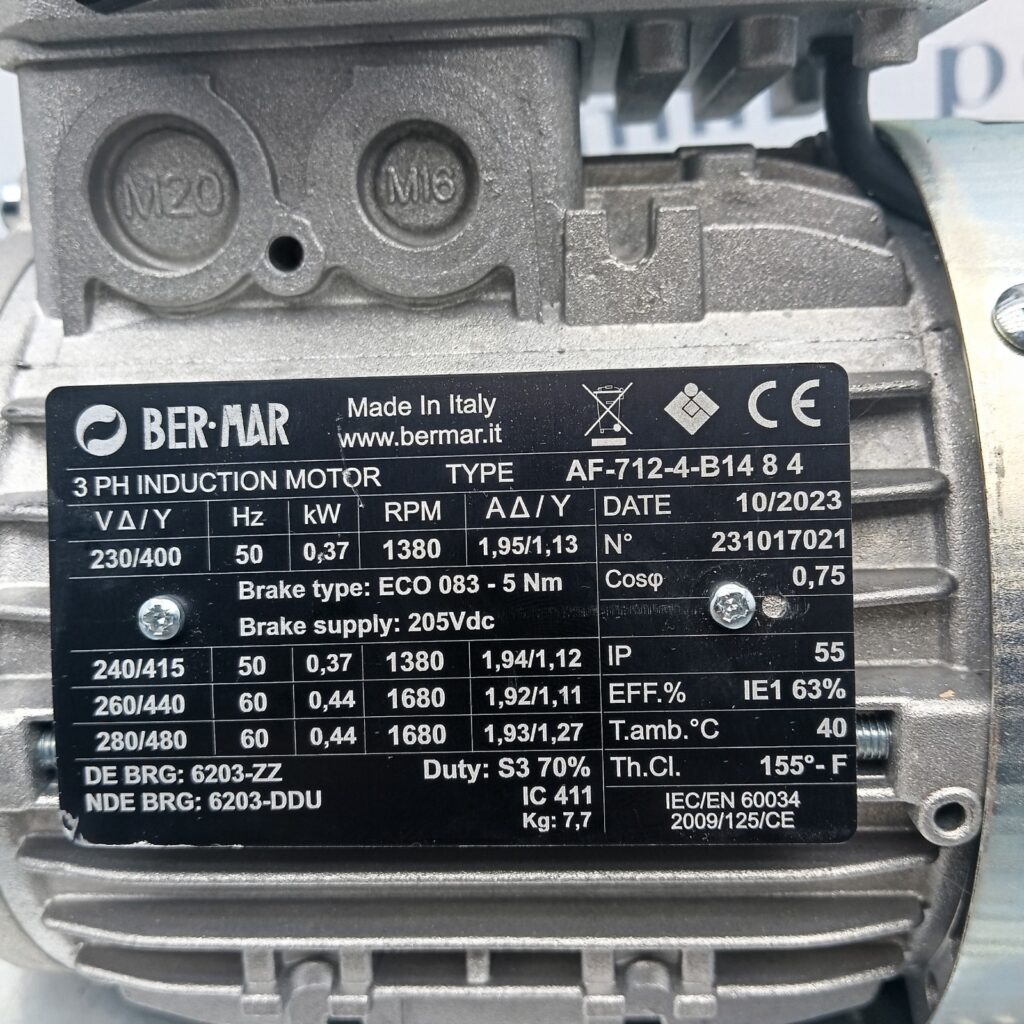 M20
M16
BER·MAR
Made In Italy
www.bermar.it
CE
3 PH INDUCTION MOTOR TYPE AF-712-4-B14 8 4
V Δ / Y Hz kW RPM A Δ / Y DATE 10/2023
230/400 50 0,37 1380 1,95/1,13 N° 231017021
Brake type: ECO 083 - 5 Nm Cosφ 0,75
Brake supply: 205Vdc
240/415 50 0,37 1380 1,94/1,12 IP 55
260/440 60 0,44 1680 1,92/1,11 EFF.% IE1 63%
280/480 60 0,44 1680 1,93/1,27 T.amb.°C 40
DE BRG: 6203-ZZ Duty: S3 70% Th.Cl. 155°- F
NDE BRG: 6203-DDU IC 411 IEC/EN 60034
Kg: 7,7 2009/125/CE